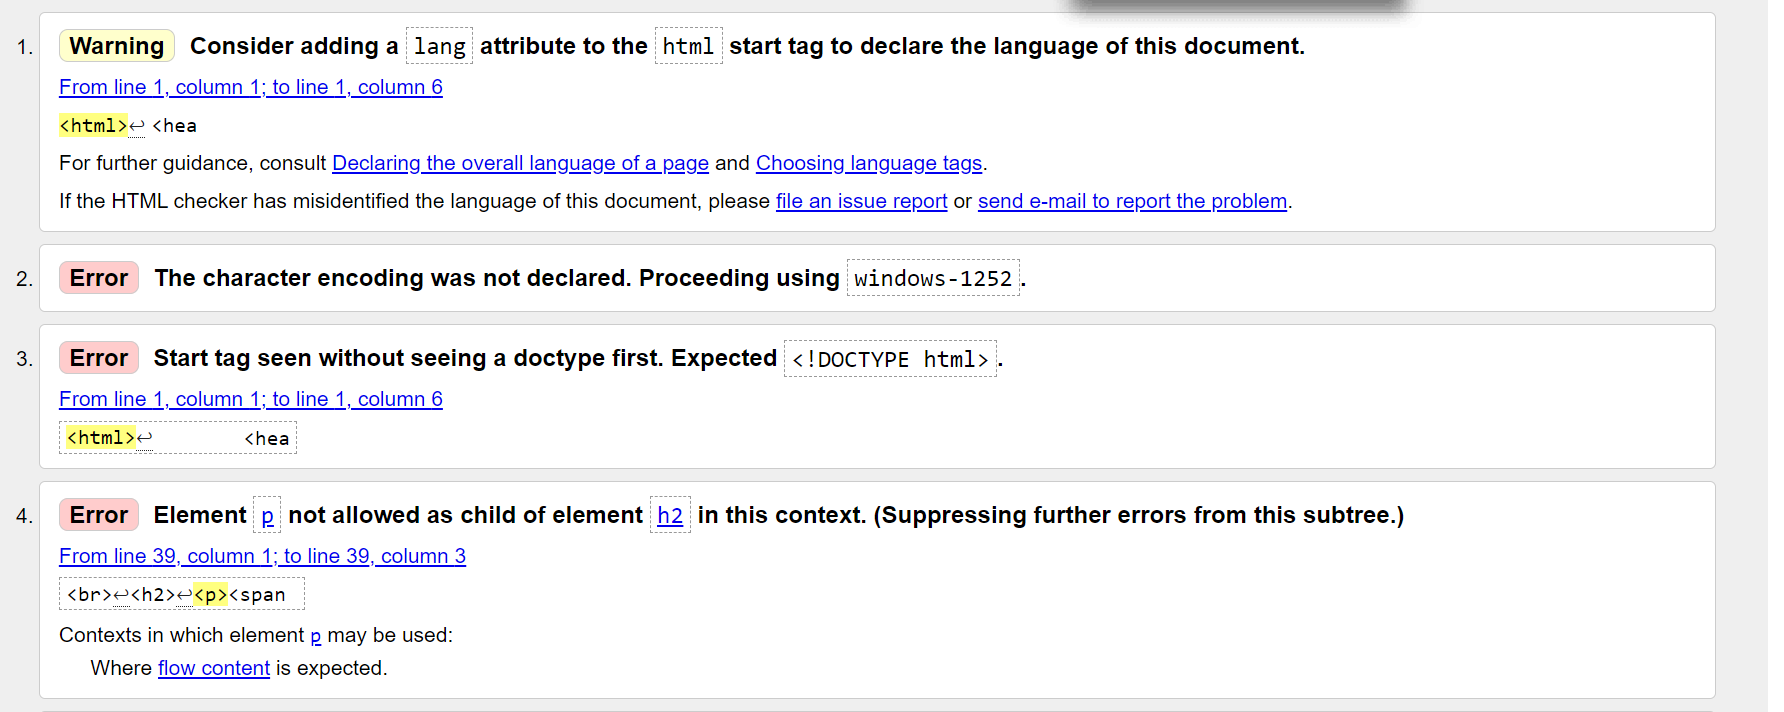 1. Warning Consider adding a lang attribute to the html start tag to declare the language of this document.
From line 1, column 1; to line 1, column 6
<html>↩ <hea
For further guidance, consult Declaring the overall language of a page and Choosing language tags.
If the HTML checker has misidentified the language of this document, please file an issue report or send e-mail to report the problem.
2. Error The character encoding was not declared. Proceeding using windows-1252.
3. Error Start tag seen without seeing a doctype first. Expected <!DOCTYPE html>.
From line 1, column 1; to line 1, column 6
<html>↩ <hea
4. Error Element p not allowed as child of element h2 in this context. (Suppressing further errors from this subtree.)
From line 39, column 1; to line 39, column 3
<br>↩<h2>↩<p><span
Contexts in which element p may be used:
Where flow content is expected.